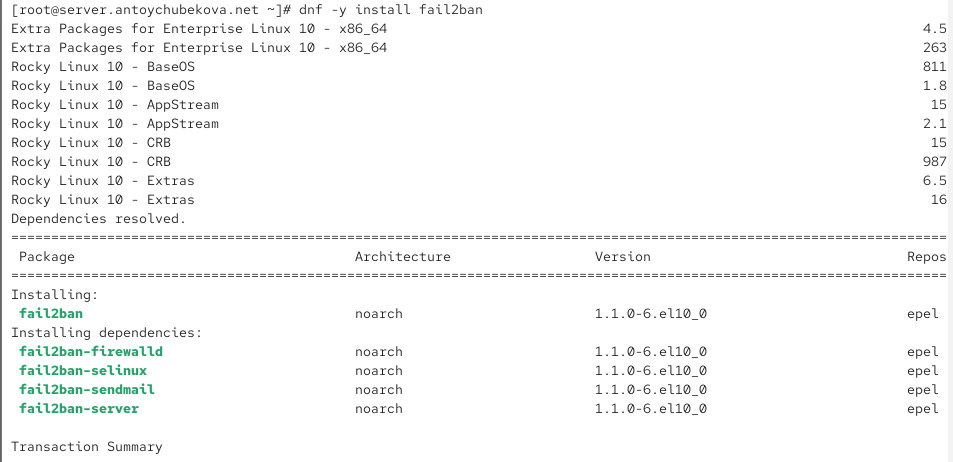 [root@server.antoychubekova.net ~]# dnf -y install fail2ban
Extra Packages for Enterprise Linux 10 - x86_64 4.5
Extra Packages for Enterprise Linux 10 - x86_64 263
Rocky Linux 10 - BaseOS 811
Rocky Linux 10 - BaseOS 1.8
Rocky Linux 10 - AppStream 15
Rocky Linux 10 - AppStream 2.1
Rocky Linux 10 - CRB 15
Rocky Linux 10 - CRB 987
Rocky Linux 10 - Extras 6.5
Rocky Linux 10 - Extras 16
Dependencies resolved.
Package Architecture Version Repos
Installing:
fail2ban noarch 1.1.0-6.el10_0 epel
Installing dependencies:
fail2ban-firewalld noarch 1.1.0-6.el10_0 epel
fail2ban-selinux noarch 1.1.0-6.el10_0 epel
fail2ban-sendmail noarch 1.1.0-6.el10_0 epel
fail2ban-server noarch 1.1.0-6.el10_0 epel
Transaction Summary